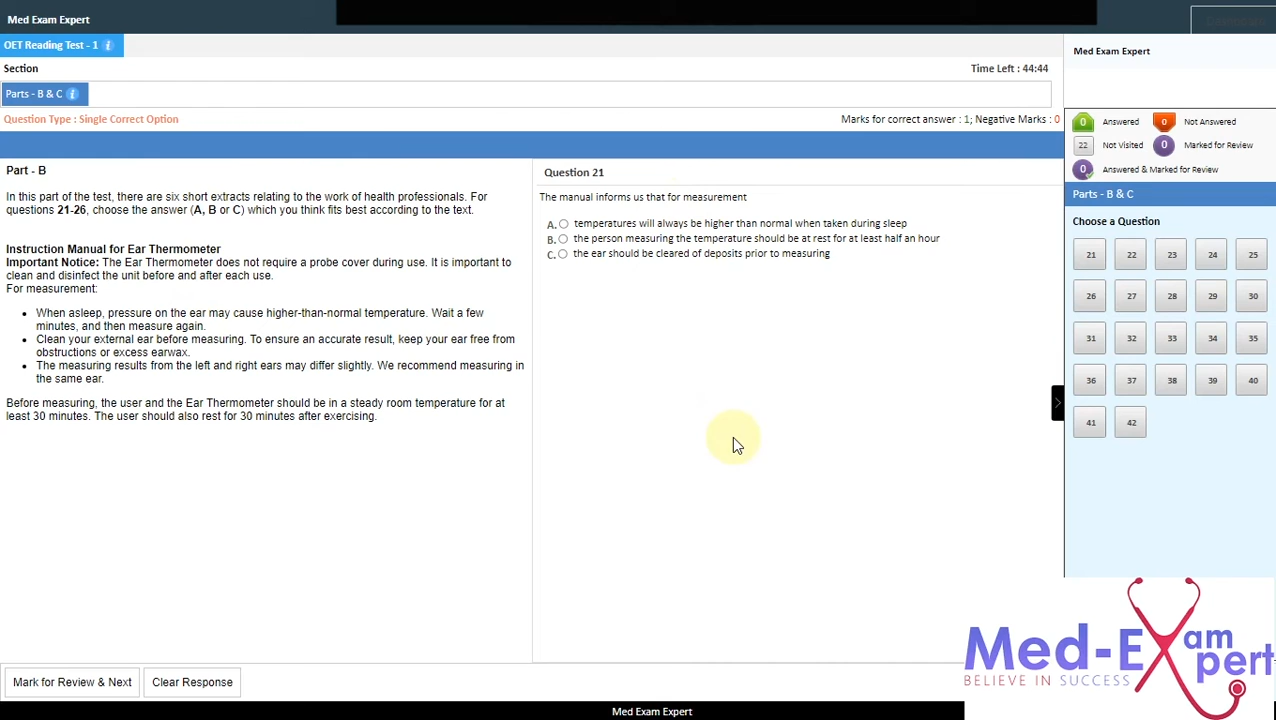 Med Exam Expert
OET Reading Test - 1 i
Section
Time Left : 44:44
Parts - B & C i
Question Type : Single Correct Option
Marks for correct answer : 1; Negative Marks : 0
Part - B
In this part of the test, there are six short extracts relating to the work of health professionals. For
questions 21-26, choose the answer (A, B or C) which you think fits best according to the text.
Instruction Manual for Ear Thermometer
Important Notice: The Ear Thermometer does not require a probe cover during use. It is important to
clean and disinfect the unit before and after each use.
For measurement:
• When asleep, pressure on the ear may cause higher-than-normal temperature. Wait a few
minutes, and then measure again.
• Clean your external ear before measuring. To ensure an accurate result, keep your ear free from
obstructions or excess earwax.
• The measuring results from the left and right ears may differ slightly. We recommend measuring in
the same ear.
Before measuring, the user and the Ear Thermometer should be in a steady room temperature for at
least 30 minutes. The user should also rest for 30 minutes after exercising.
Question 21
The manual informs us that for measurement
A. temperatures will always be higher than normal when taken during sleep
B. the person measuring the temperature should be at rest for at least half an hour
C. the ear should be cleared of deposits prior to measuring
Med Exam Expert
0 Answered
0 Not Answered
22 Not Visited
0 Marked for Review
0 Answered & Marked for Review
Parts - B & C
Choose a Question
21 22 23 24 25
26 27 28 29 30
31 32 33 34 35
36 37 38 39 40
41 42
Mark for Review & Next
Clear Response
Med-Exam
Expert
BELIEVE IN SUCCESS
Med Exam Expert